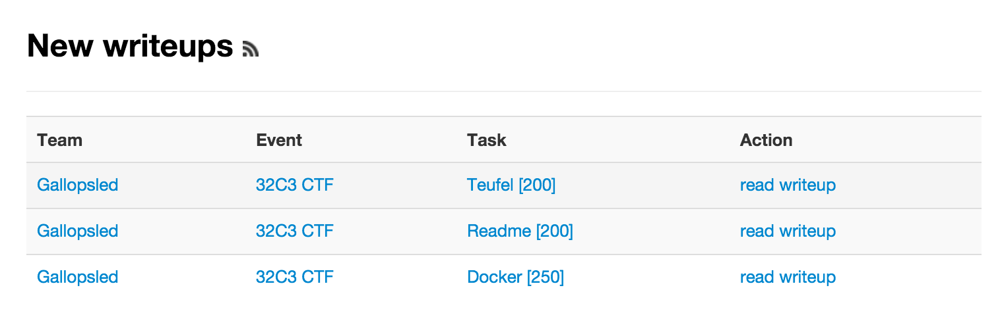 New writeups
Team Event Task Action
Gallopsled 32C3 CTF Teufel [200] read writeup
Gallopsled 32C3 CTF Readme [200] read writeup
Gallopsled 32C3 CTF Docker [250] read writeup